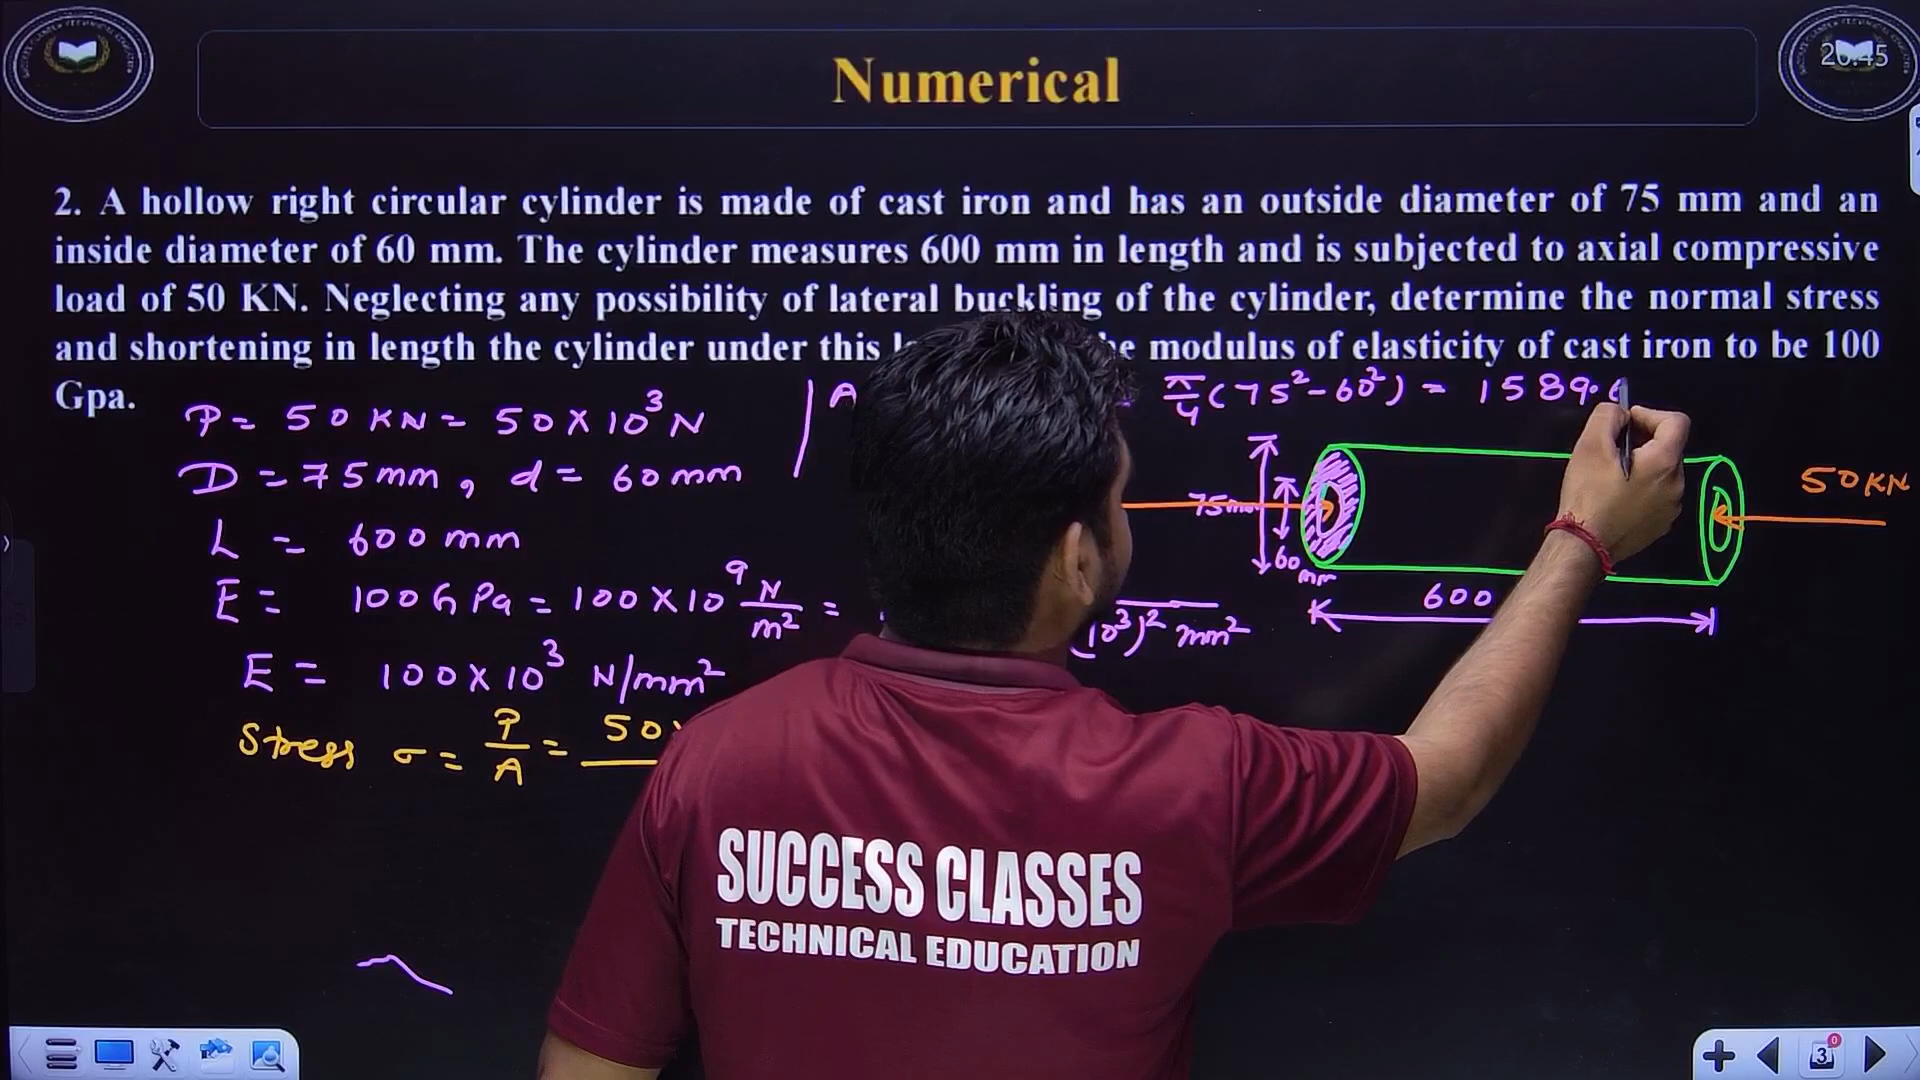 Numerical
20:45
2. A hollow right circular cylinder is made of cast iron and has an outside diameter of 75 mm and an
inside diameter of 60 mm. The cylinder measures 600 mm in length and is subjected to axial compressive
load of 50 KN. Neglecting any possibility of lateral buckling of the cylinder, determine the normal stress
and shortening in length the cylinder under this modulus of elasticity of cast iron to be 100
Gpa.
P = 50 KN = 50 X 10³ N
A π/4 (75² - 60²) = 1589.
D = 75mm, d = 60mm
75mm
60 mm
50KN
L = 600 mm
E = 100 G Pa = 100 X 10⁹ N/m² =
(10³)² mm²
600
E = 100 X 10³ N/mm²
Stress σ = P/A = 50
SUCCESS CLASSES
TECHNICAL EDUCATION
3
0